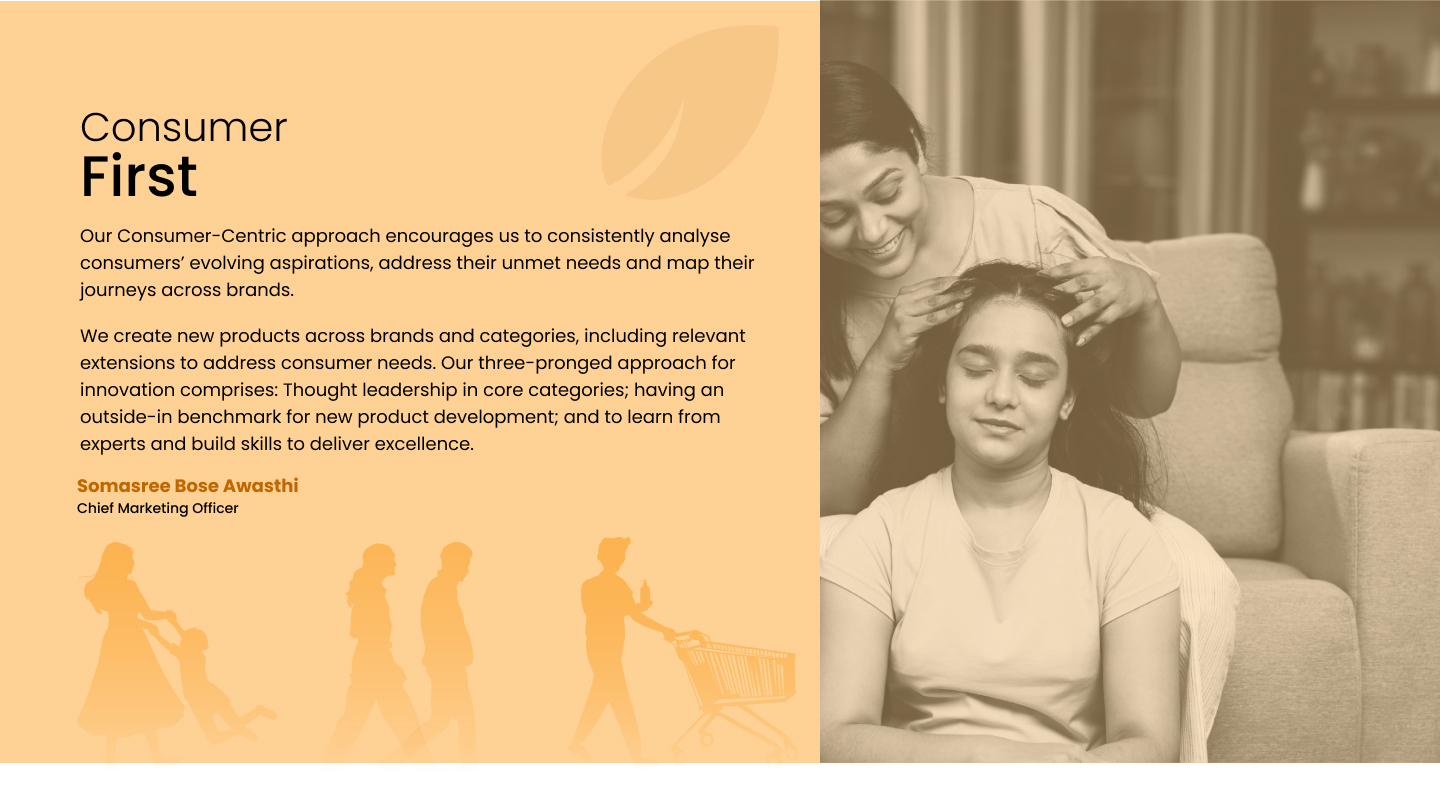 Consumer
First
Our Consumer-Centric approach encourages us to consistently analyse
consumers’ evolving aspirations, address their unmet needs and map their
journeys across brands.
We create new products across brands and categories, including relevant
extensions to address consumer needs. Our three-pronged approach for
innovation comprises: Thought leadership in core categories; having an
outside-in benchmark for new product development; and to learn from
experts and build skills to deliver excellence.
Somasree Bose Awasthi
Chief Marketing Officer